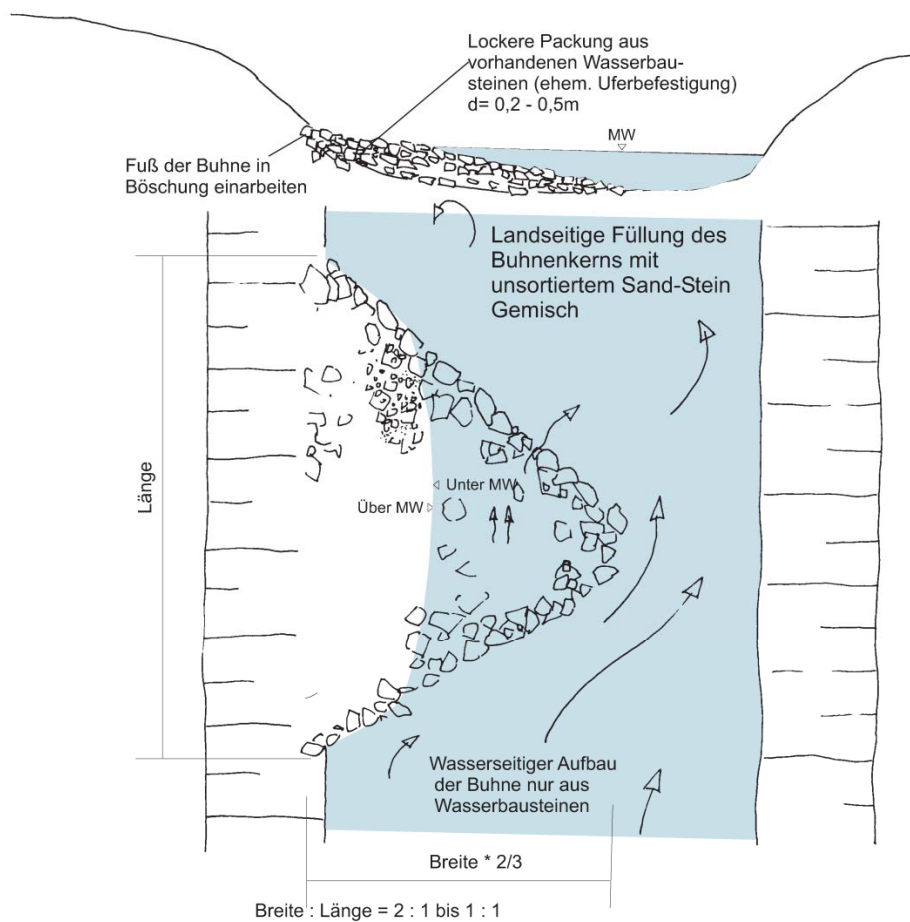 Lockere Packung aus
vorhandenen Wasserbau-
steinen (ehem. Uferbefestigung)
d= 0,2 - 0,5m
MW
Fuß der Buhne in
Böschung einarbeiten
Landseitige Füllung des
Buhnenkerns mit
unsortiertem Sand-Stein
Gemisch
Länge
Unter MW
Über MW
Wasserseitiger Aufbau
der Buhne nur aus
Wasserbausteinen
Breite * 2/3
Breite : Länge = 2 : 1 bis 1 : 1